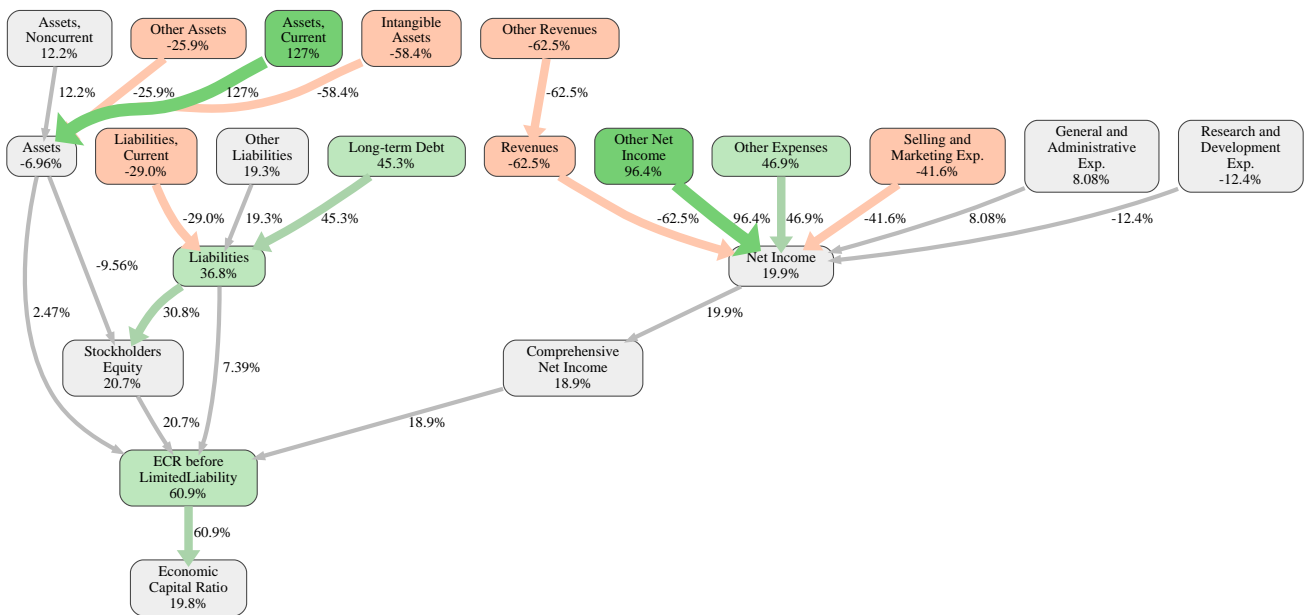 Assets,
Noncurrent
12.2%
Other Assets
-25.9%
Assets,
Current
127%
Intangible
Assets
-58.4%
Other Revenues
-62.5%
12.2%
-25.9%
127%
-58.4%
-62.5%
Assets
-6.96%
Liabilities,
Current
-29.0%
Other
Liabilities
19.3%
Long-term Debt
45.3%
Revenues
-62.5%
Other Net
Income
96.4%
Other Expenses
46.9%
Selling and
Marketing Exp.
-41.6%
General and
Administrative
Exp.
8.08%
Research and
Development
Exp.
-12.4%
-29.0%
19.3%
45.3%
-62.5%
96.4%
46.9%
-41.6%
8.08%
-12.4%
Liabilities
36.8%
Net Income
19.9%
-9.56%
2.47%
30.8%
7.39%
19.9%
Stockholders
Equity
20.7%
Comprehensive
Net Income
18.9%
20.7%
18.9%
ECR before
LimitedLiability
60.9%
60.9%
Economic
Capital Ratio
19.8%